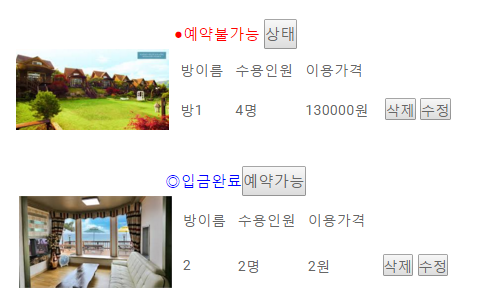 ●예약불가능 상태
방이름 수용인원 이용가격
방1 4명 130000원 삭제 수정
◎입금완료 예약가능
방이름 수용인원 이용가격
2 2명 2원 삭제 수정